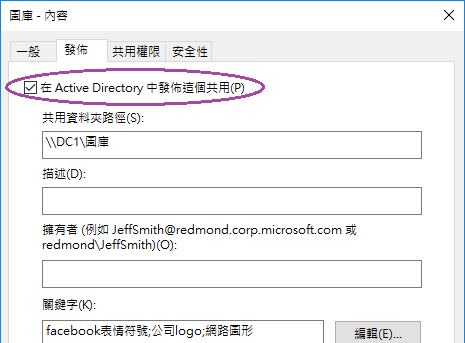 圖庫 - 內容
一般
發佈
共用權限
安全性
在 Active Directory 中發佈這個共用(P)
共用資料夾路徑(S):
\\DC1\圖庫
描述(D):
擁有者 (例如 JeffSmith@redmond.corp.microsoft.com 或
redmond\JeffSmith)(O):
關鍵字(K):
facebook表情符號;公司logo;網路圖形
編輯(E)...